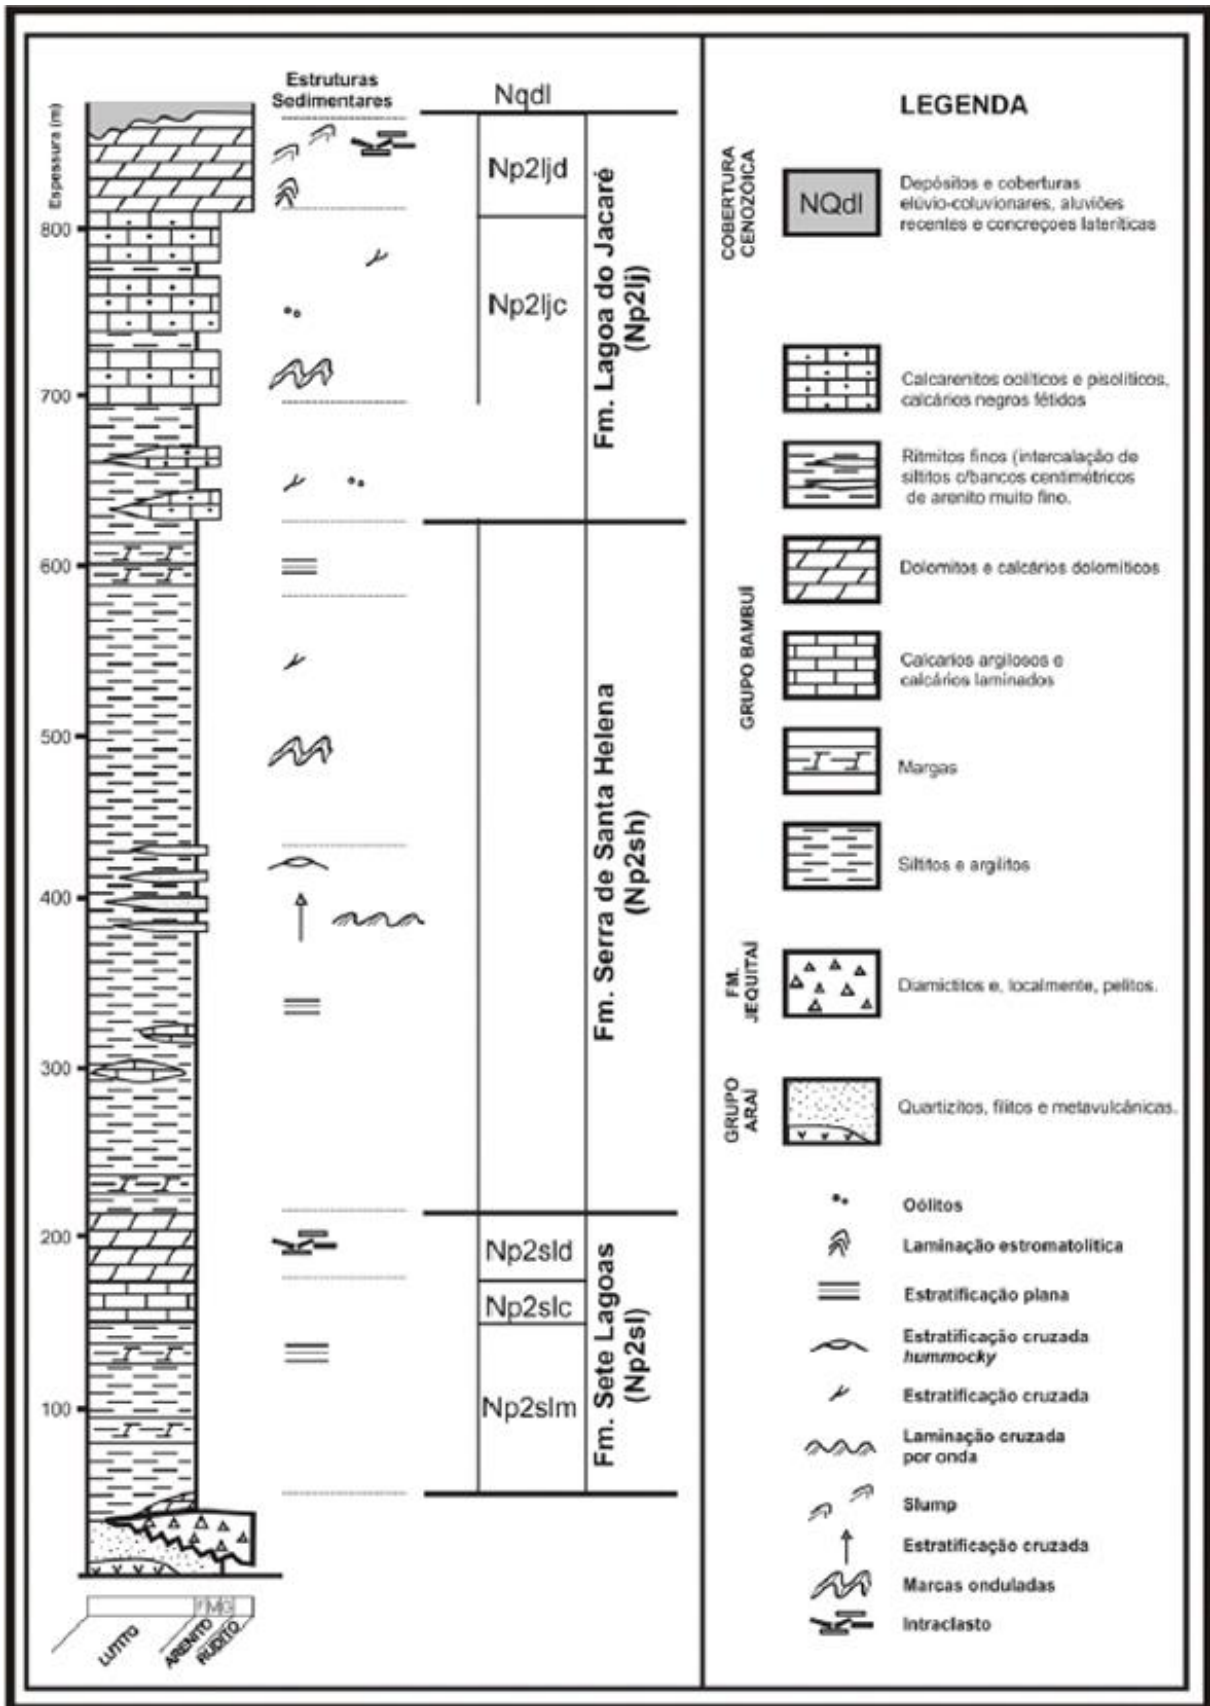 Estruturas
Sedimentares
Espessura (m)
800
700
600
500
400
300
200
100
LUTITO
ARENITO
RUDITO
F M G
Nqdl
Np2ljd
Np2ljc
Fm. Lagoa do Jacaré
(Np2lj)
Fm. Serra de Santa Helena
(Np2sh)
Np2sld
Np2slc
Np2slm
Fm. Sete Lagoas
(Np2sl)
LEGENDA
COBERTURA
CENOZÓICA
NQdl
Depósitos e coberturas
elúvio-coluvionares, aluviões
recentes e concreçoes lateríticas
GRUPO BAMBUÍ
Calcarenitos oolíticos e pisolíticos,
calcários negros fétidos
Ritmitos finos (intercalação de
siltitos c/bancos centimétricos
de arenito muito fino.
Dolomitos e calcários dolomíticos
Calcarios argilosos e
calcários laminados
Margas
Siltitos e argilitos
FM.
JEQUITAÍ
Diamictitos e, localmente, pelitos.
GRUPO
ARAÍ
Quartizitos, filitos e metavulcânicas.
Oólitos
Laminação estromatolítica
Estratificação plana
Estratificação cruzada
hummocky
Estratificação cruzada
Laminação cruzada
por onda
Slump
Estratificação cruzada
Marcas onduladas
Intraclasto